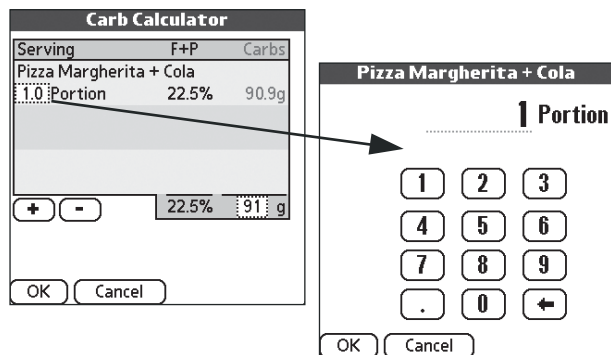 Carb Calculator
Serving F+P Carbs
Pizza Margherita + Cola
1.0 Portion 22.5% 90.9g
+ - 22.5% 91 g
OK Cancel
Pizza Margherita + Cola
1 Portion
1 2 3
4 5 6
7 8 9
. 0 ←
OK Cancel